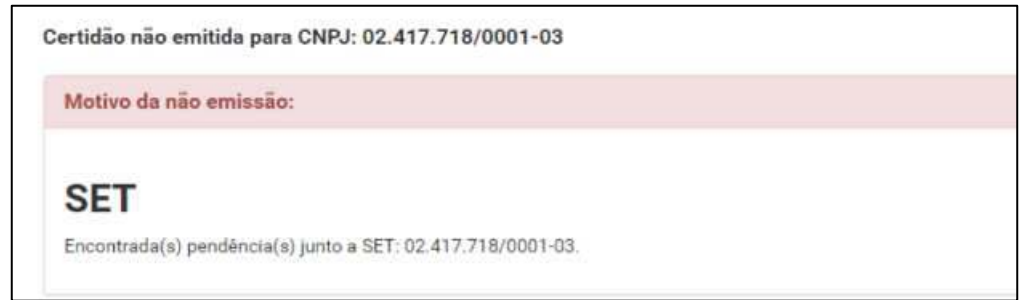 Certidão não emitida para CNPJ: 02.417.718/0001-03
Motivo da não emissão:
SET
Encontrada(s) pendência(s) junto a SET: 02.417.718/0001-03.